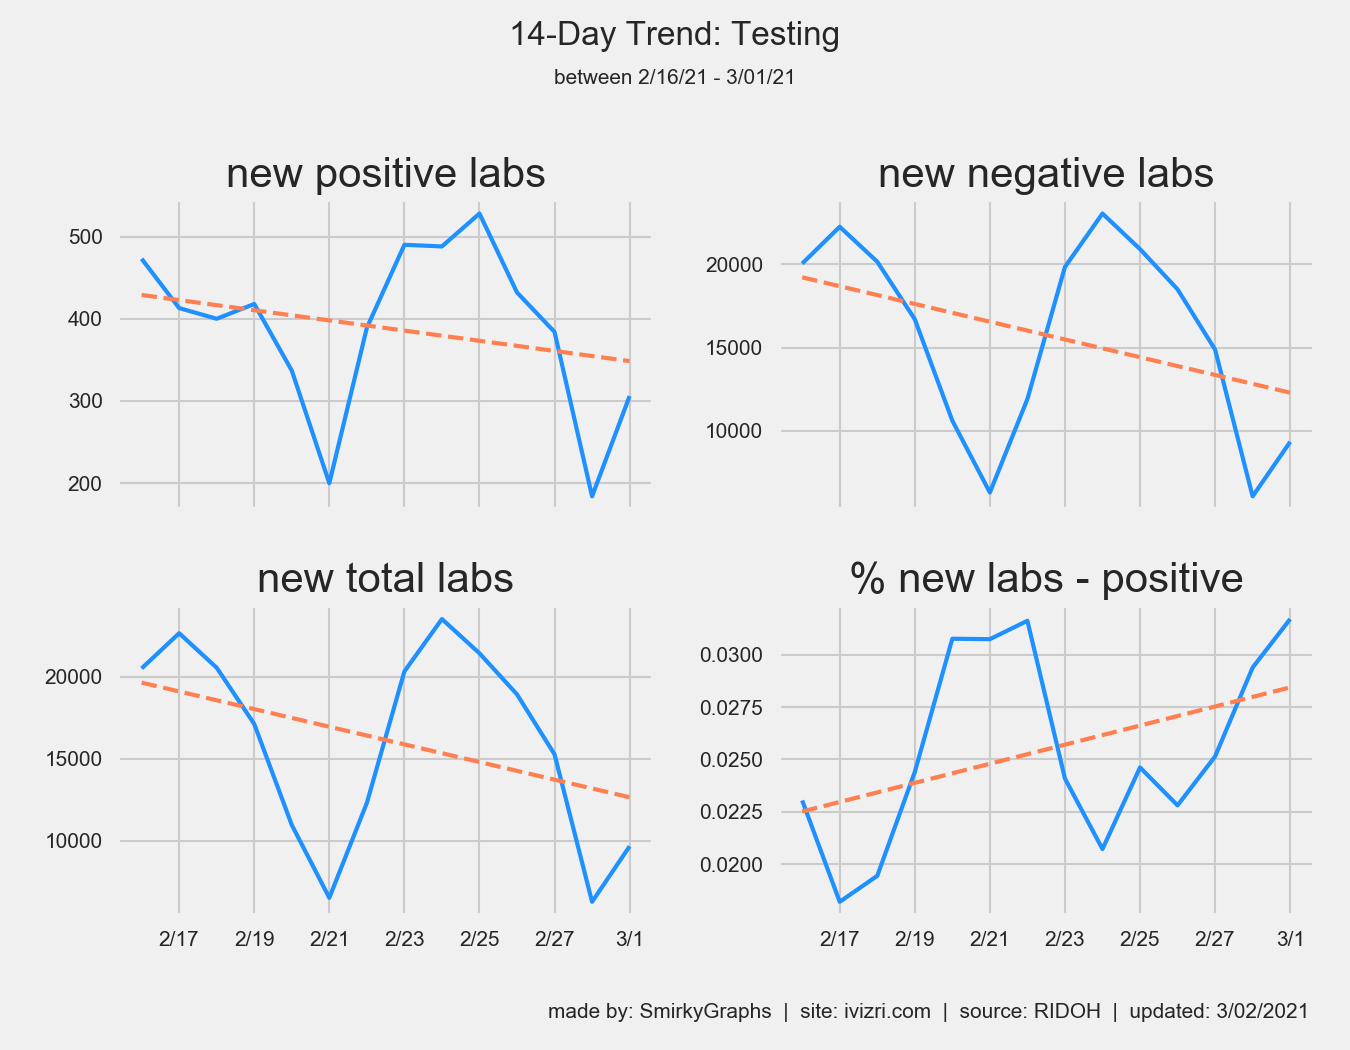 14-Day Trend: Testing
between 2/16/21 - 3/01/21
new positive labs
500
400
300
200
new negative labs
20000
15000
10000
new total labs
20000
15000
10000
2/17 2/19 2/21 2/23 2/25 2/27 3/1
% new labs - positive
0.0300
0.0275
0.0250
0.0225
0.0200
2/17 2/19 2/21 2/23 2/25 2/27 3/1
made by: SmirkyGraphs | site: ivizri.com | source: RIDOH | updated: 3/02/2021